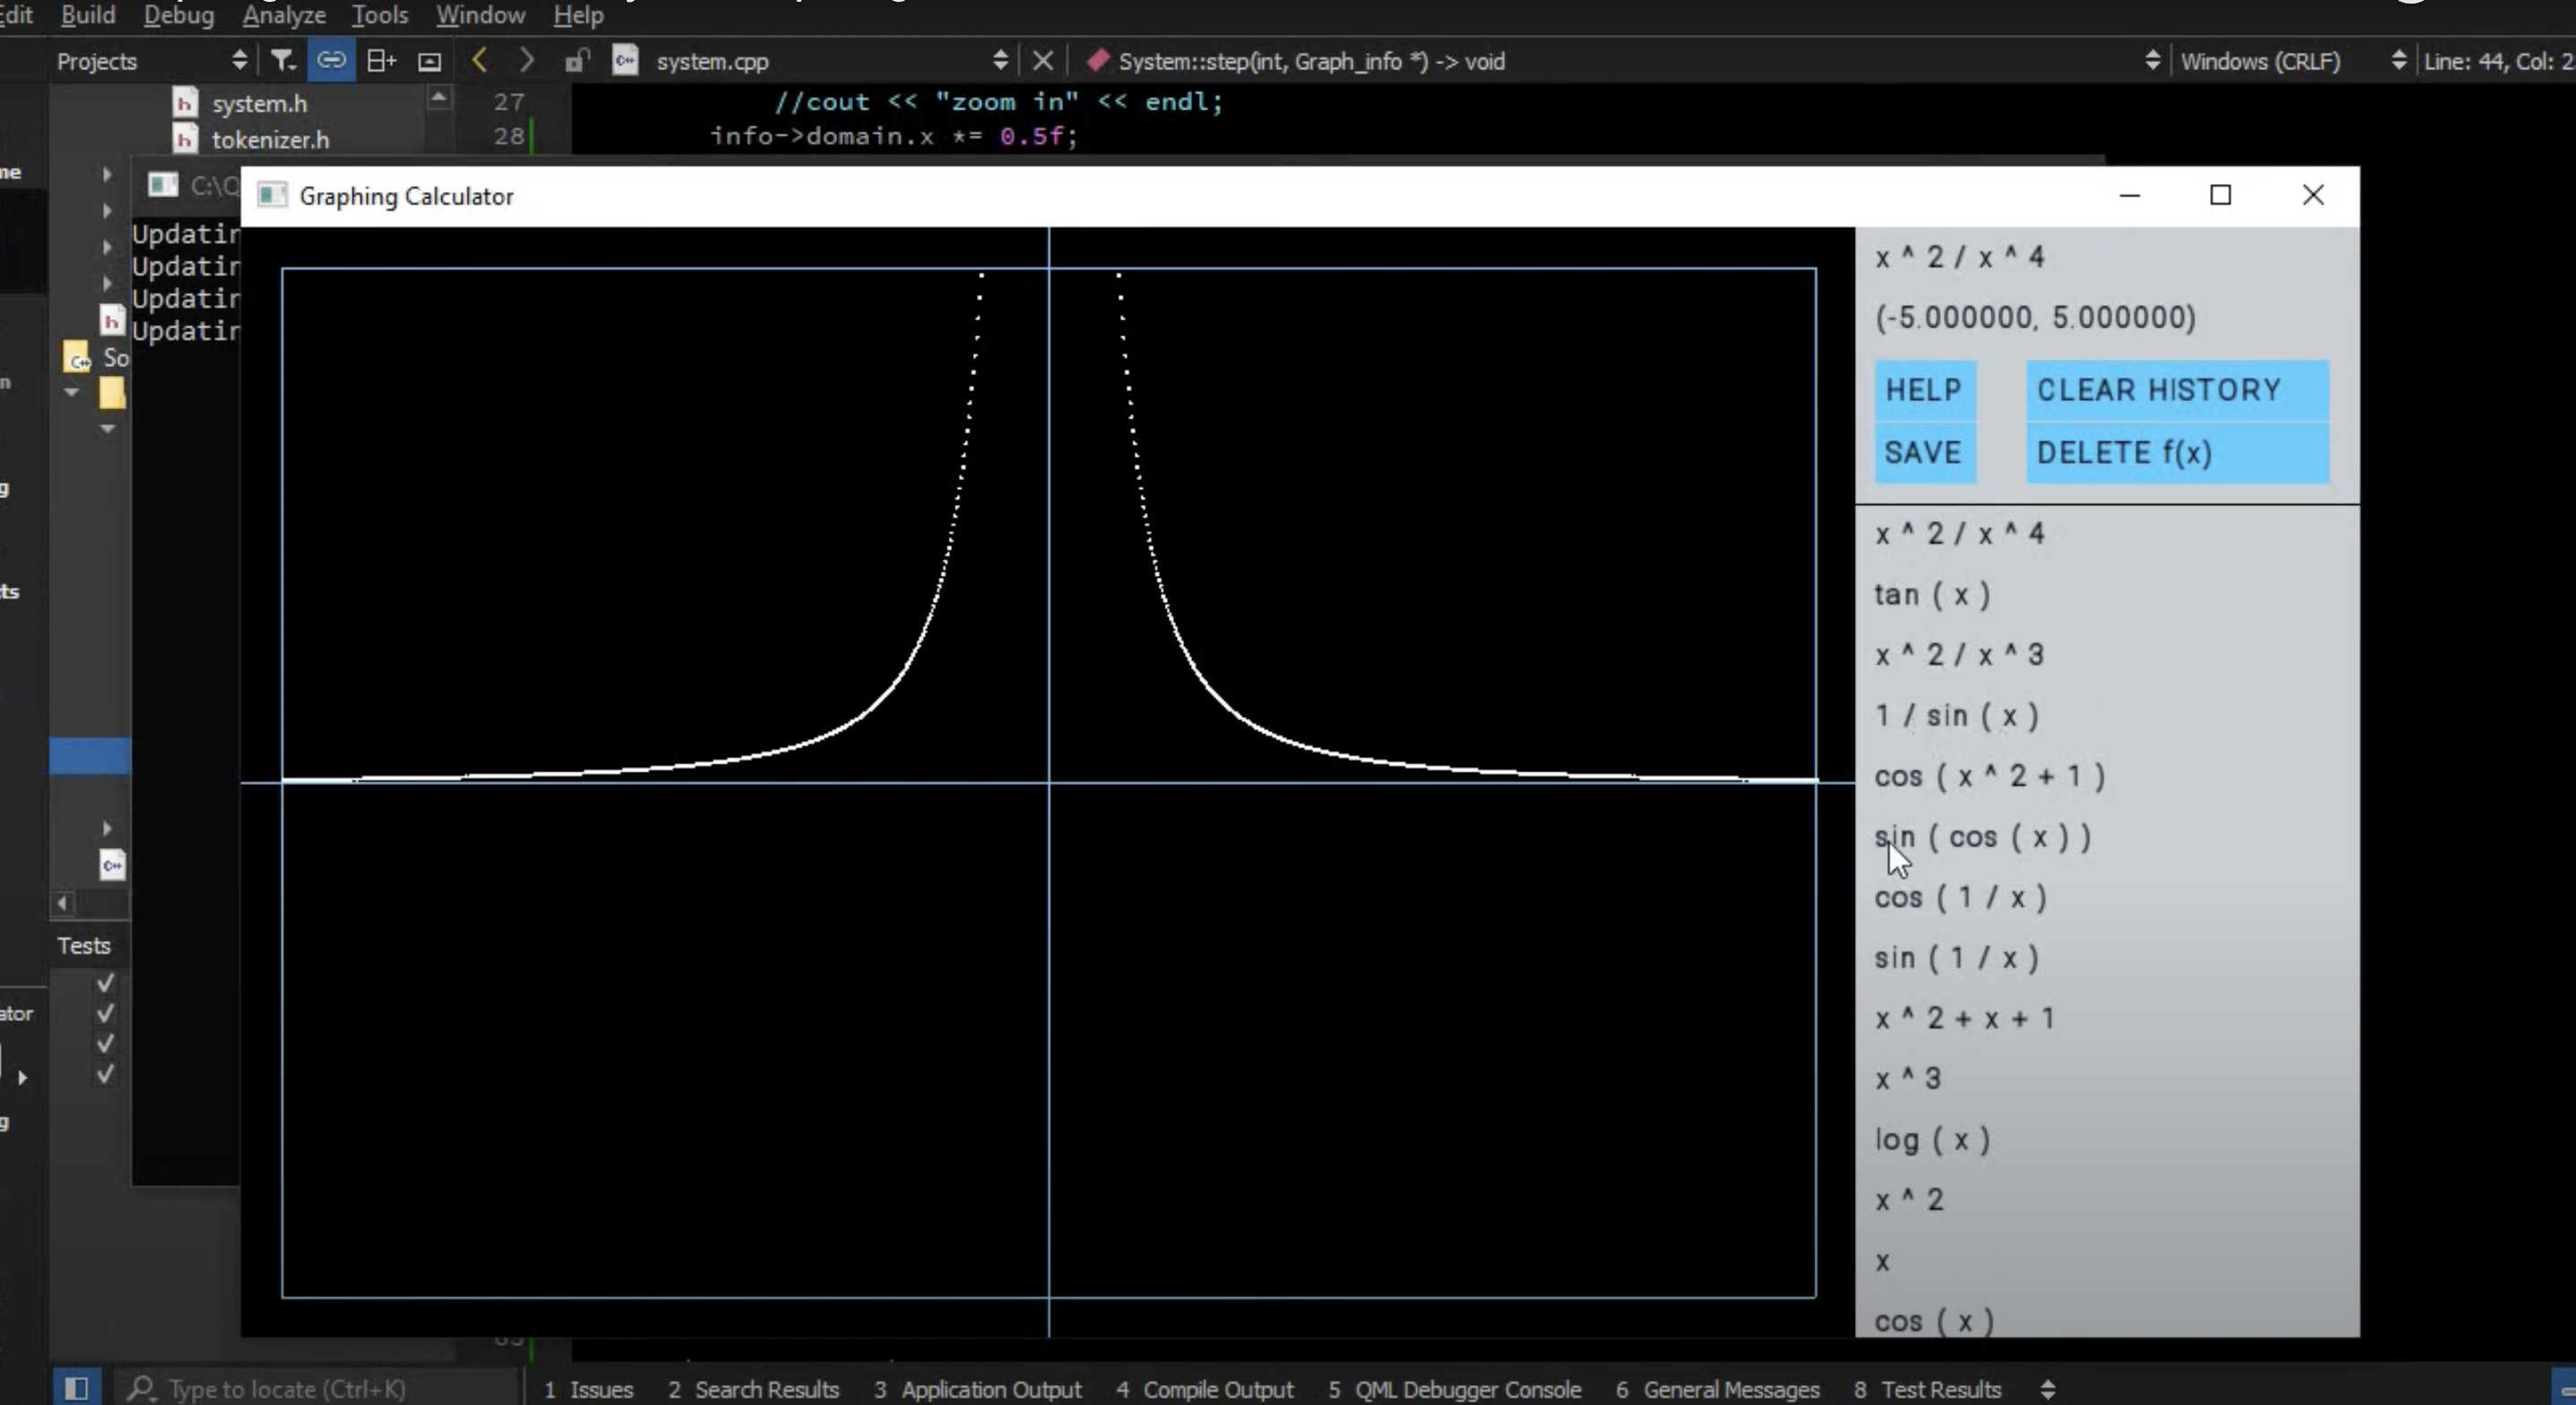 Edit Build Debug Analyze Tools Window Help
Projects system.cpp System::step(int, Graph_info *) -> void Windows (CRLF) Line: 44, Col: 2
system.h
tokenizer.h
27 //cout << "zoom in" << endl;
28 info->domain.x *= 0.5f;
C:\Q
Graphing Calculator
Updatin
Updatin
Updatin
Updatin
So
x ^ 2 / x ^ 4
(-5.000000, 5.000000)
HELP CLEAR HISTORY
SAVE DELETE f(x)
x ^ 2 / x ^ 4
tan ( x )
x ^ 2 / x ^ 3
1 / sin ( x )
cos ( x ^ 2 + 1 )
sin ( cos ( x ) )
cos ( 1 / x )
sin ( 1 / x )
x ^ 2 + x + 1
x ^ 3
log ( x )
x ^ 2
x
cos ( x )
Tests
Type to locate (Ctrl+K) 1 Issues 2 Search Results 3 Application Output 4 Compile Output 5 QML Debugger Console 6 General Messages 8 Test Results